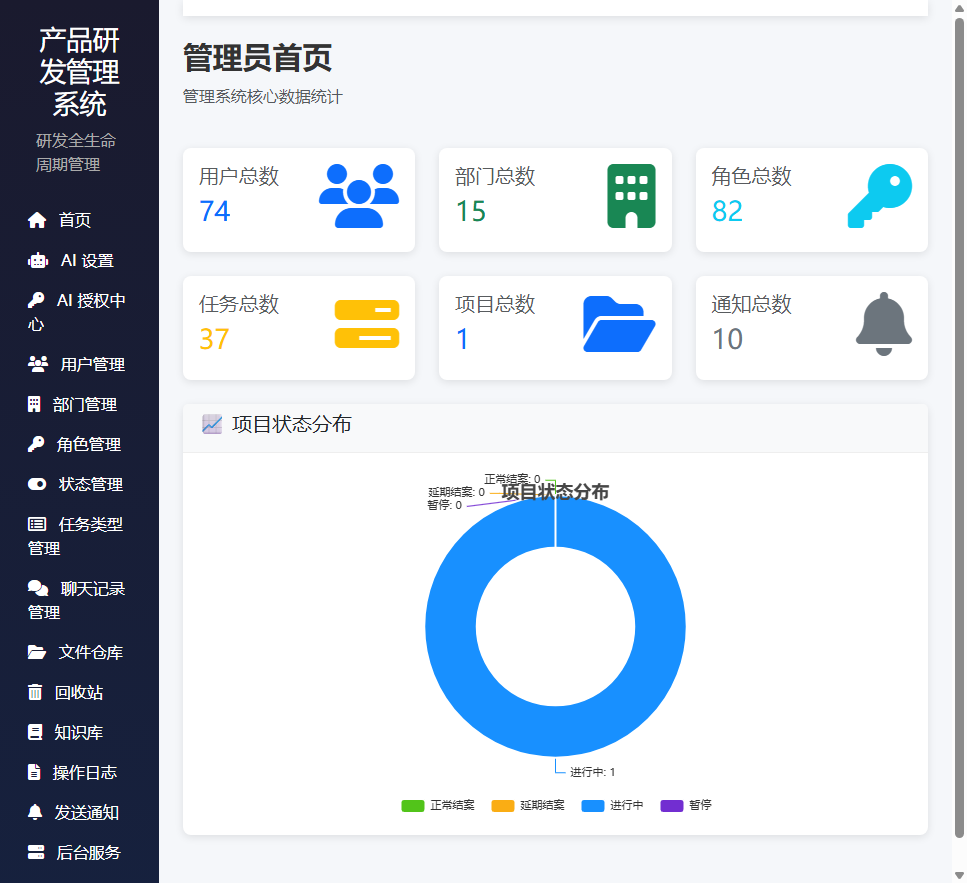 产品研
发管理
系统
研发全生命
周期管理
首页
AI 设置
AI 授权中
心
用户管理
部门管理
角色管理
状态管理
任务类型
管理
聊天记录
管理
文件仓库
回收站
知识库
操作日志
发送通知
后台服务
管理员首页
管理系统核心数据统计
用户总数
74
部门总数
15
角色总数
82
任务总数
37
项目总数
1
通知总数
10
项目状态分布
正常结案: 0
延期结案: 0
暂停: 0
项目状态分布
进行中: 1
正常结案
延期结案
进行中
暂停